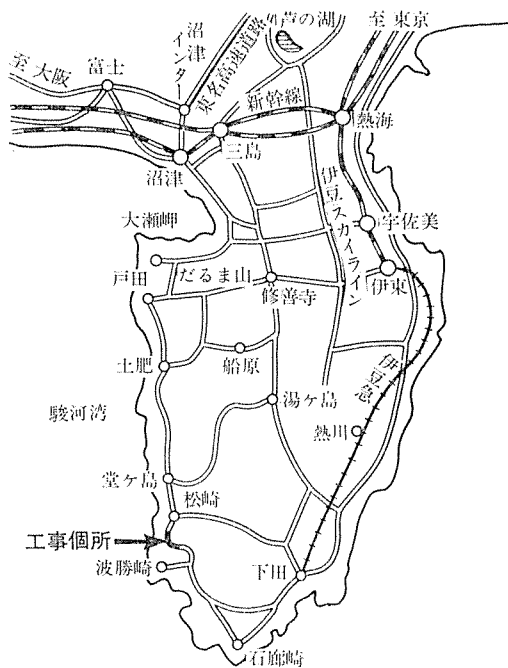 芦の湖
至東京
沼津インター
東名高速道路
至大阪
富士
新幹線
熱海
三島
沼津
伊豆スカイライン
宇佐美
大瀬岬
戸田
だるま山
修善寺
伊東
土肥
船原
伊豆急
湯ヶ島
駿河湾
熱川
堂ヶ島
松崎
工事個所
波勝崎
下田
石廊崎